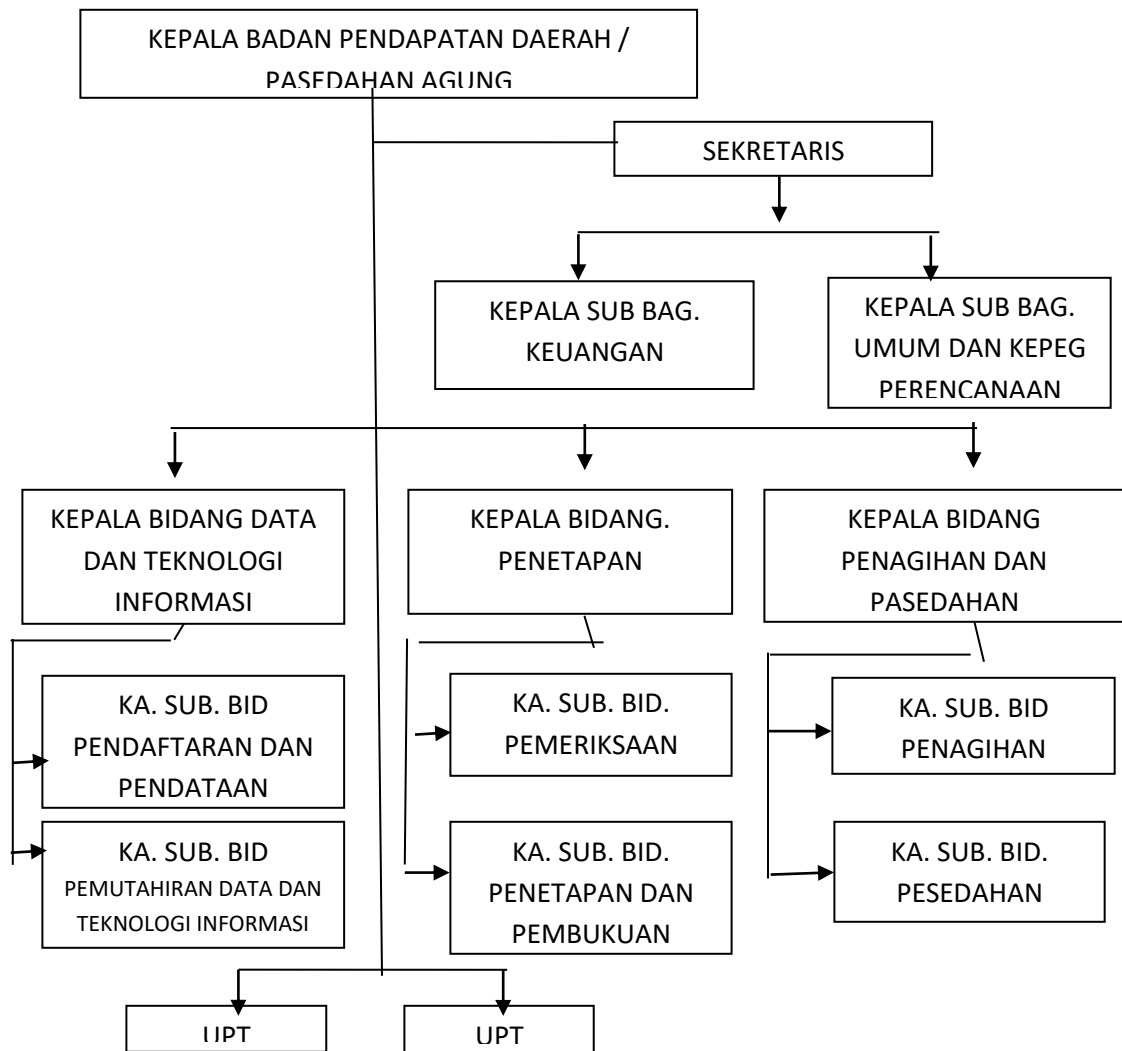 KEPALA BADAN PENDAPATAN DAERAH /
PASEDAHAN AGUNG
SEKRETARIS
KEPALA SUB BAG.
KEUANGAN
KEPALA SUB BAG.
UMUM DAN KEPEG
PERENCANAAN
KEPALA BIDANG DATA
DAN TEKNOLOGI
INFORMASI
KEPALA BIDANG.
PENETAPAN
KEPALA BIDANG
PENAGIHAN DAN
PASEDAHAN
KA. SUB. BID
PENDAFTARAN DAN
PENDATAAN
KA. SUB. BID.
PEMERIKSAAN
KA. SUB. BID
PENAGIHAN
KA. SUB. BID
PEMUTAHIRAN DATA DAN
TEKNOLOGI INFORMASI
KA. SUB. BID.
PENETAPAN DAN
PEMBUKUAN
KA. SUB. BID.
PESEDAHAN
UPT
UPT